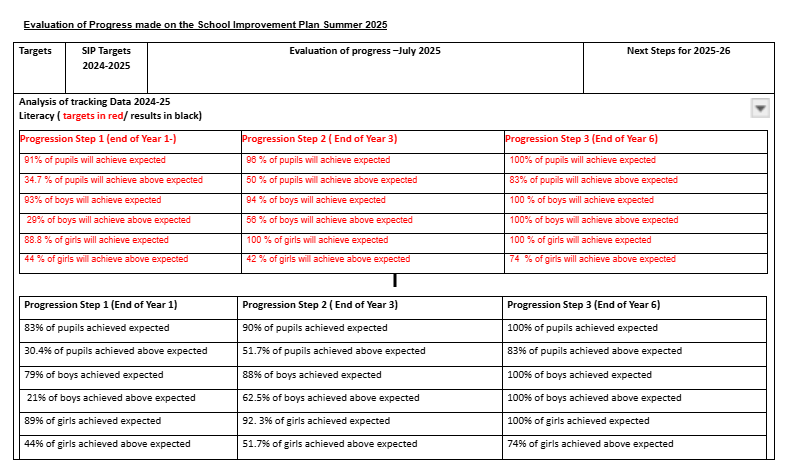 Evaluation of Progress made on the School Improvement Plan Summer 2025
Targets
SIP Targets
2024-2025
Evaluation of progress –July 2025
Next Steps for 2025-26
Analysis of tracking Data 2024-25
Literacy ( targets in red/ results in black)
Progression Step 1 (end of Year 1-) Progression Step 2 ( End of Year 3) Progression Step 3 (End of Year 6)
91% of pupils will achieve expected 96 % of pupils will achieve expected 100% of pupils will achieve expected
34.7 % of pupils will achieve above expected 50 % of pupils will achieve above expected 83% of pupils will achieve above expected
93% of boys will achieve expected 94 % of boys will achieve expected 100 % of boys will achieve expected
29% of boys will achieve above expected 56 % of boys will achieve above expected 100% of boys will achieve above expected
88.8 % of girls will achieve expected 100 % of girls will achieve expected 100 % of girls will achieve expected
44 % of girls will achieve above expected 42 % of girls will achieve above expected 74 % of girls will achieve above expected
Progression Step 1 (End of Year 1) Progression Step 2 ( End of Year 3) Progression Step 3 (End of Year 6)
83% of pupils achieved expected 90% of pupils achieved expected 100% of pupils achieved expected
30.4% of pupils achieved above expected 51.7% of pupils achieved above expected 83% of pupils achieved above expected
79% of boys achieved expected 88% of boys achieved expected 100% of boys achieved expected
21% of boys achieved above expected 62.5% of boys achieved above expected 100% of boys achieved above expected
89% of girls achieved expected 92. 3% of girls achieved expected 100% of girls achieved expected
44% of girls achieved above expected 51.7% of girls achieved above expected 74% of girls achieved above expected